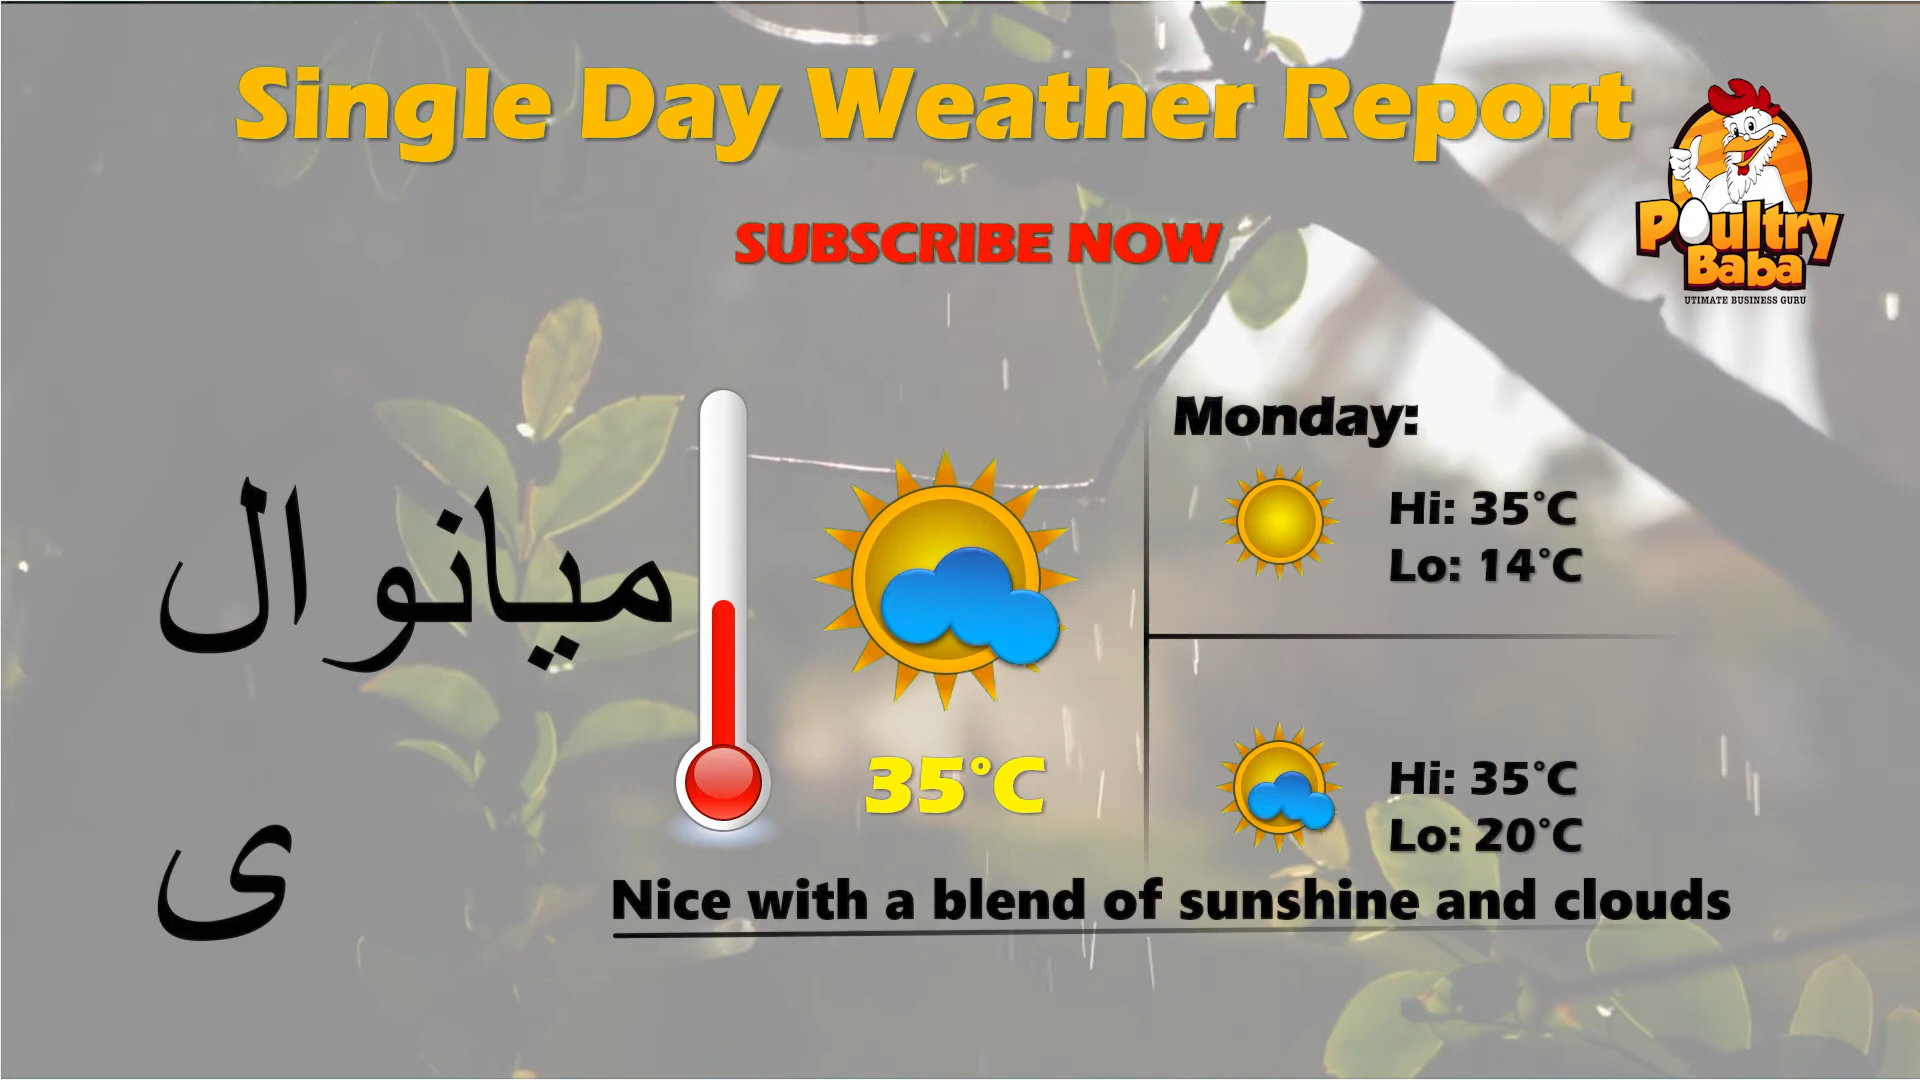 Single Day Weather Report
Poultry
Baba
UTIMATE BUSINESS GURU
SUBSCRIBE NOW
میانوال
ی
35°C
Monday:
Hi: 35°C
Lo: 14°C
Hi: 35°C
Lo: 20°C
Nice with a blend of sunshine and clouds